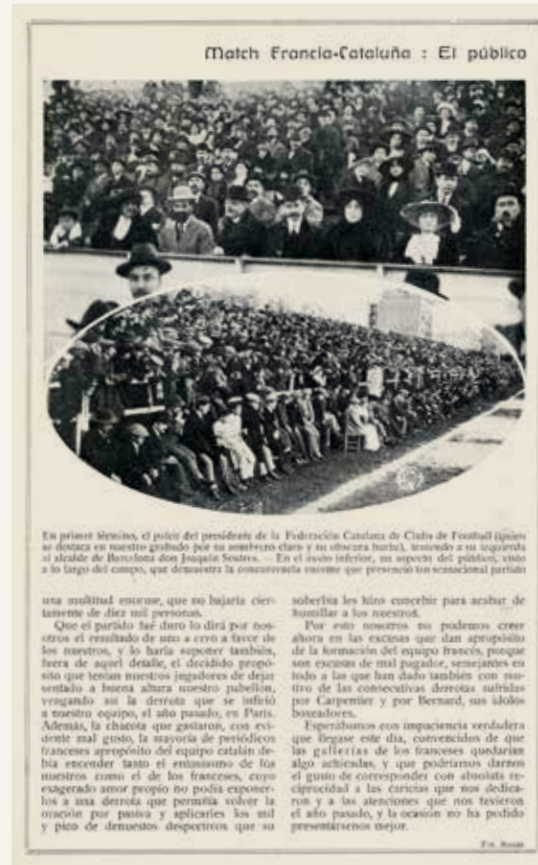 Match Francia-Cataluña : El público
En primer término, el palco del presidente de la Federación Catalana de Clubs de Football (quien
se destaca en nuestro grabado por su sombrero claro y su obscura barba), teniendo a su izquierda
al alcalde de Barcelona don Joaquín Sostres. — En el óvalo inferior, un aspecto del público, visto
a lo largo del campo, que demuestra la concurrencia enorme que presenció tan sensacional partido
una multitud enorme, que no bajaría cier-
tamente de diez mil personas.
Que el partido fué duro lo dirá por nos-
otros el resultado de uno a cero a favor de
los nuestros, y lo haría suponer también,
fuera de aquel detalle, el decidido propó-
sito que tenían nuestros jugadores de dejar
sentado a buena altura nuestro pabellón,
vengando así la derrota que se infirió
a nuestro equipo, el año pasado, en París.
Además, la chacota que gastaron, con evi-
dente mal gusto, la mayoría de periódicos
franceses apropósito del equipo catalán de-
bía encender tanto el entusiasmo de los
nuestros como el de los franceses, cuyo
exagerado amor propio no podía exponer-
los a una derrota que permitía volver la
oración por pasiva y aplicarles los mil
y pico de denuestos despectivos que su
soberbia les hizo concebir para acabar de
humillar a los nuestros.
Por esto nosotros no podemos creer
ahora en las excusas que dan apropósito
de la formación del equipo francés, porque
son excusas de mal pagador, semejantes en
todo a las que han dado también con mo-
tivo de las consecutivas derrotas sufridas
por Carpentier y por Bernard, sus ídolos
boxeadores.
Esperábamos con impaciencia verdadera
que llegase este día, convencidos de que
las gallerías de los franceses quedarían
algo achicadas, y que podríamos darnos
el gusto de corresponder con absoluta re-
ciprocidad a las caricias que nos dedica-
ron y a las atenciones que nos tuvieron
el año pasado, y la ocasión no ha podido
presentársenos mejor.
Fot.